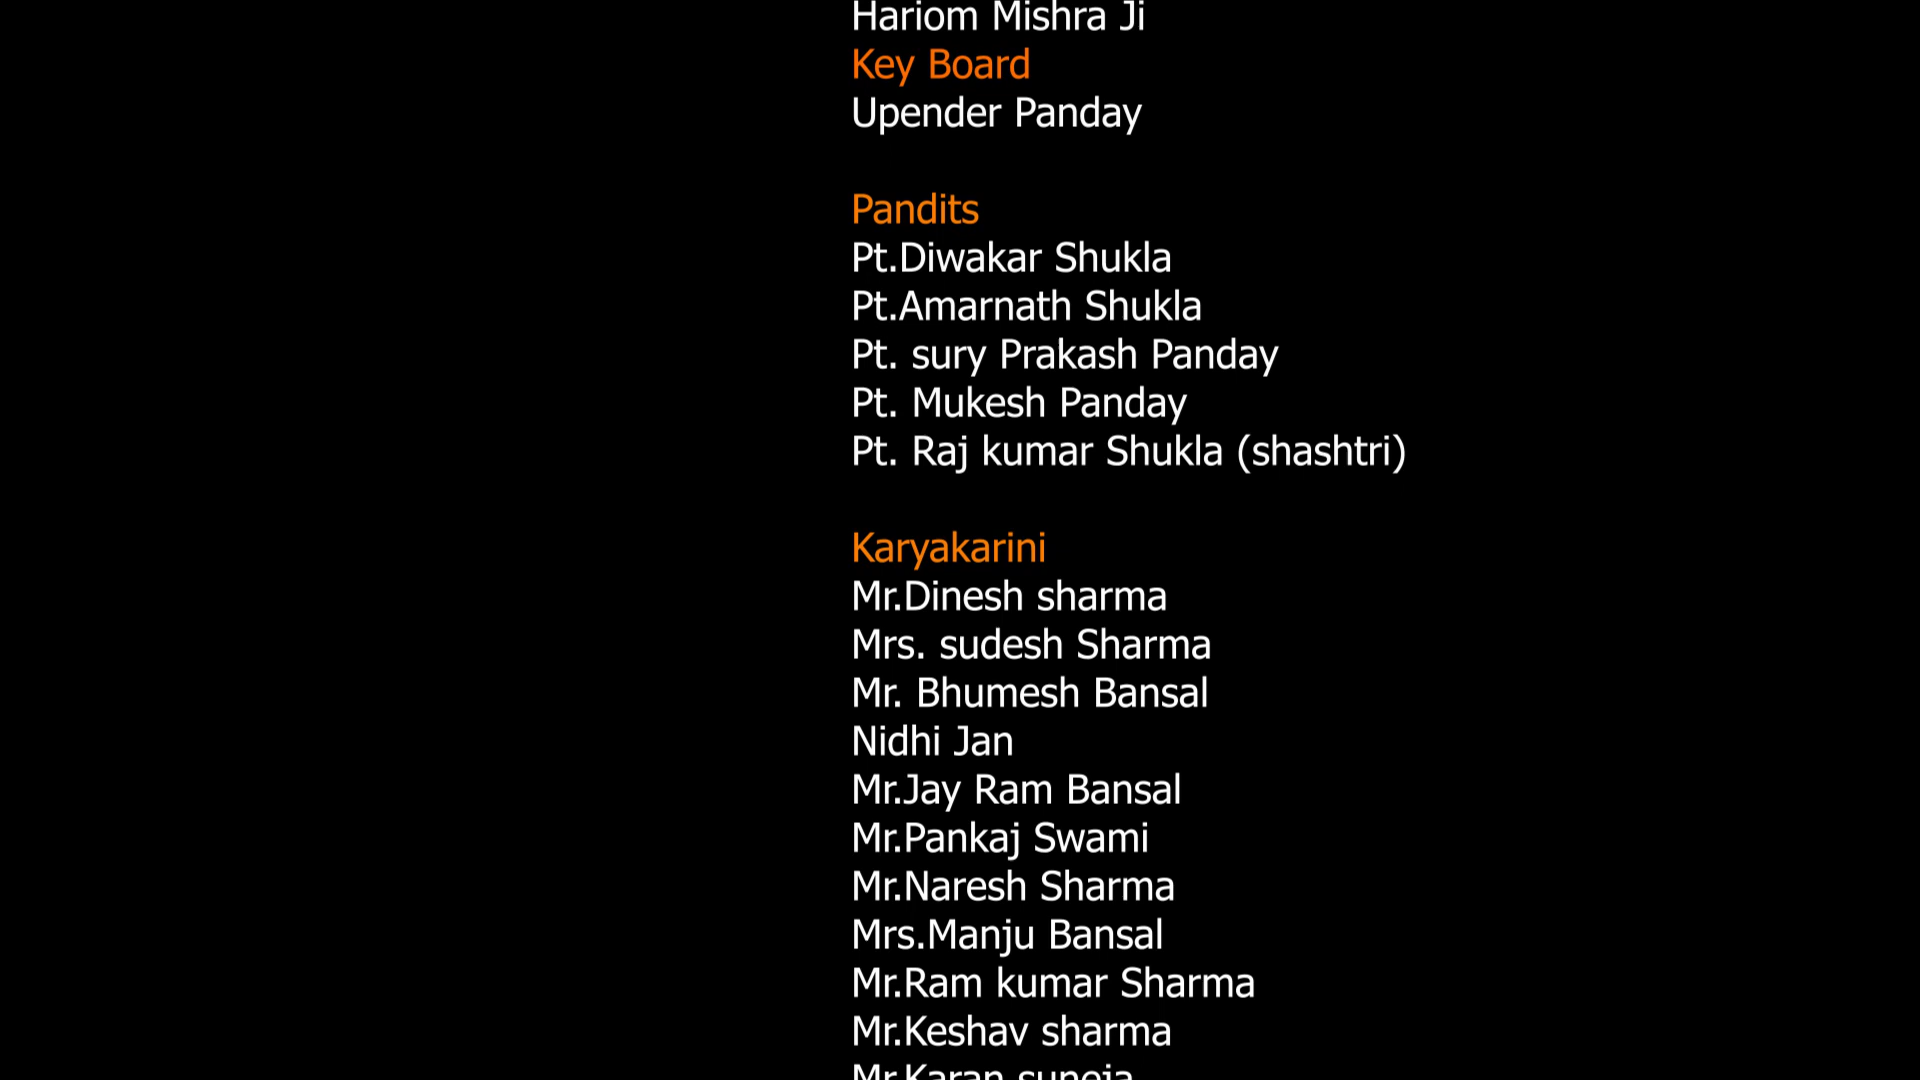 Hariom Mishra Ji
Key Board
Upender Panday
Pandits
Pt.Diwakar Shukla
Pt.Amarnath Shukla
Pt. sury Prakash Panday
Pt. Mukesh Panday
Pt. Raj kumar Shukla (shashtri)
Karyakarini
Mr.Dinesh sharma
Mrs. sudesh Sharma
Mr. Bhumesh Bansal
Nidhi Jan
Mr.Jay Ram Bansal
Mr.Pankaj Swami
Mr.Naresh Sharma
Mrs.Manju Bansal
Mr.Ram kumar Sharma
Mr.Keshav sharma
Mr.Karan suneja